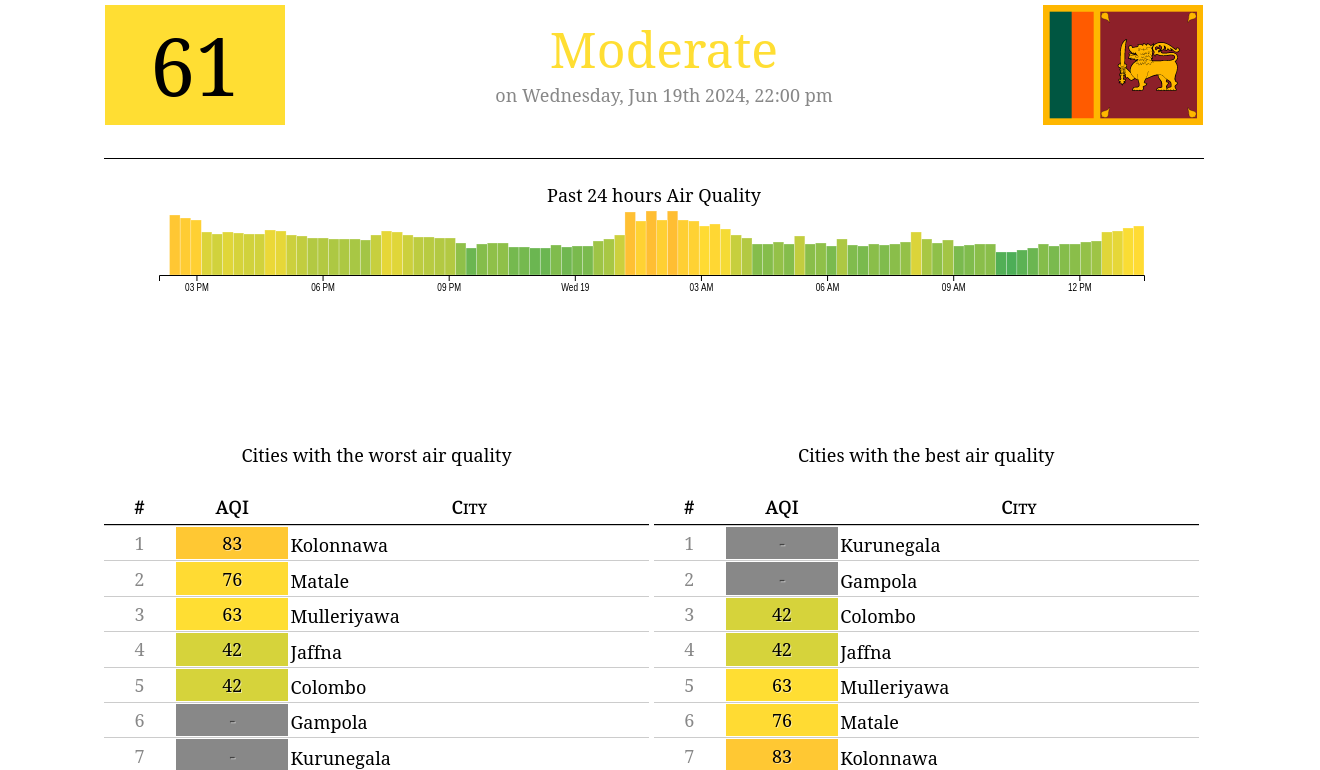 61
Moderate
on Wednesday, Jun 19th 2024, 22:00 pm
Past 24 hours Air Quality
03 PM 06 PM 09 PM Wed 19 03 AM 06 AM 09 AM 12 PM
Cities with the worst air quality
# AQI City
1 83 Kolonnawa
2 76 Matale
3 63 Mulleriyawa
4 42 Jaffna
5 42 Colombo
6 - Gampola
7 - Kurunegala
Cities with the best air quality
# AQI City
1 - Kurunegala
2 - Gampola
3 42 Colombo
4 42 Jaffna
5 63 Mulleriyawa
6 76 Matale
7 83 Kolonnawa